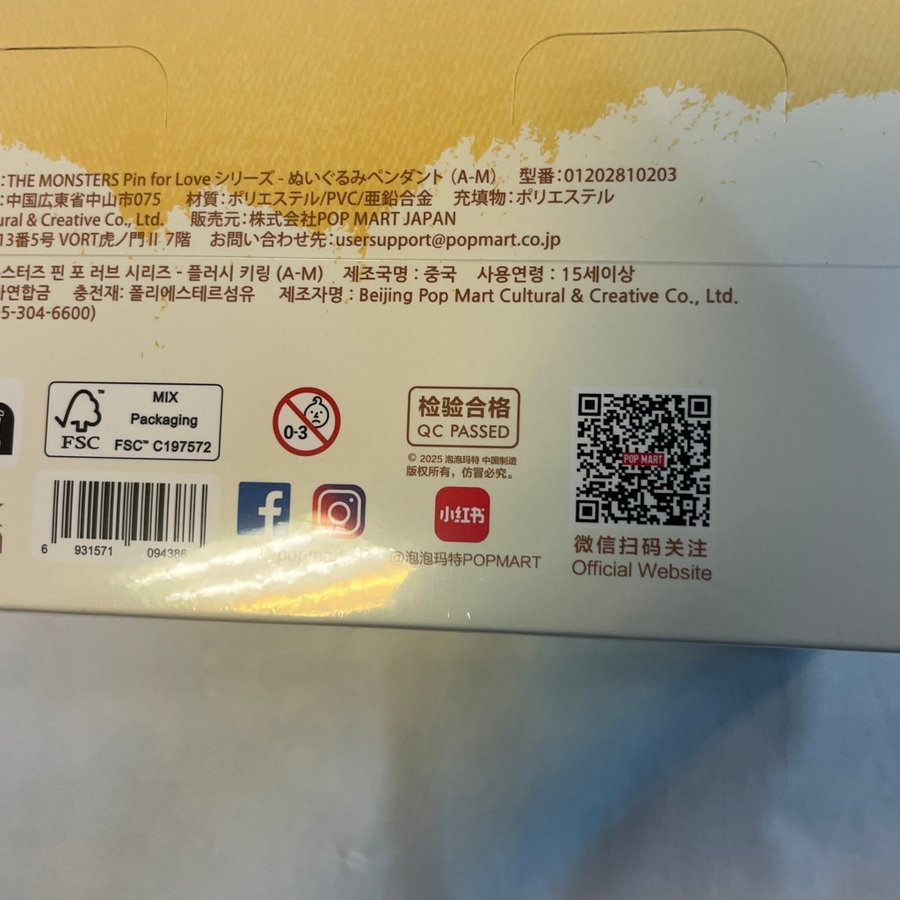 :THE MONSTERS Pin for Love シリーズ - ぬいぐるみペンダント (A-M) 型番:01202810203
:中国広東省中山市075 材質:ポリエステル/PVC/亜鉛合金 充填物:ポリエステル
tural & Creative Co., Ltd. 販売元:株式会社POP MART JAPAN
13番5号 VORT虎ノ門Ⅱ 7階 お問い合わせ先:usersupport@popmart.co.jp
스터즈 핀 포 러브 시리즈 - 플러시 키링 (A-M) 제조국명 : 중국 사용연령 : 15세이상
연합금 충전재: 폴리에스테르섬유 제조자명 : Beijing Pop Mart Cultural & Creative Co., Ltd.
5-304-6600)
FSC™
MIX
Packaging
FSC™ C197572
0-3
检验合格
QC PASSED
© 2025 泡泡玛特 中国制造
版权所有，仿冒必究。
POP MART
6 931571 094386
f
小红书
@popmart
@泡泡玛特POPMART
微信扫码关注
Official Website